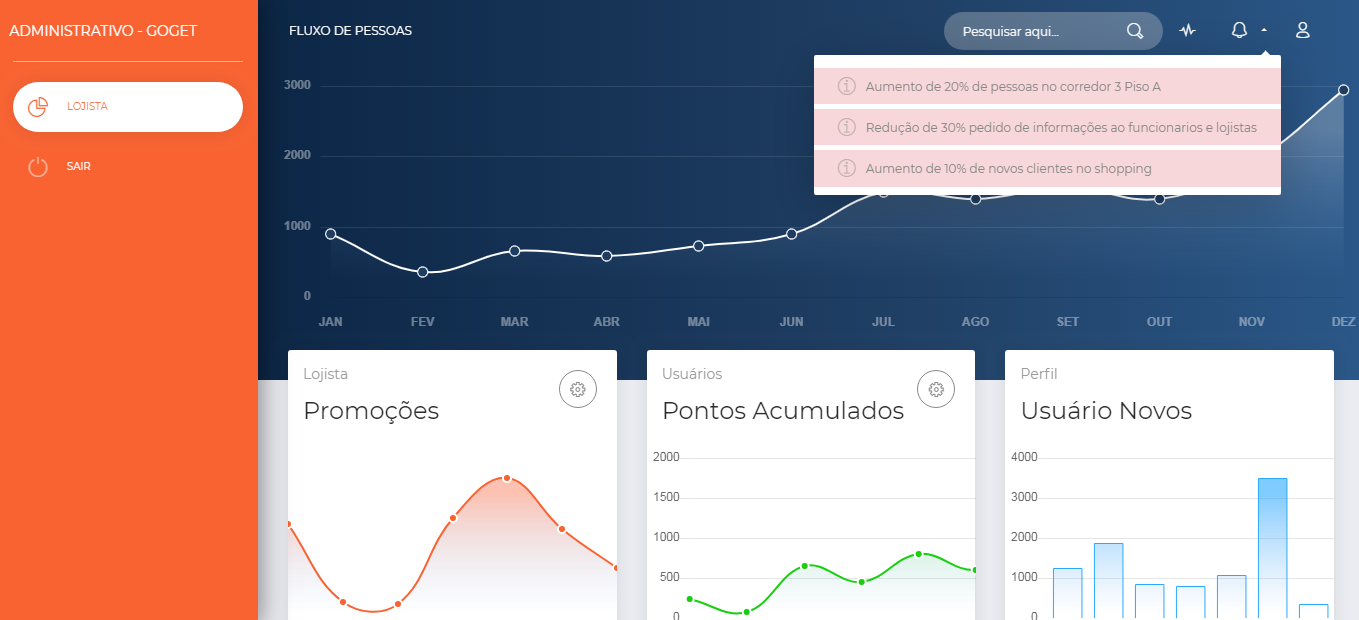 ADMINISTRATIVO - GOGET
LOJISTA
SAIR
FLUXO DE PESSOAS
Pesquisar aqui...
Aumento de 20% de pessoas no corredor 3 Piso A
Redução de 30% pedido de informações ao funcionarios e lojistas
Aumento de 10% de novos clientes no shopping
3000
2000
1000
0
JAN FEV MAR ABR MAI JUN JUL AGO SET OUT NOV DEZ
Lojista
Promoções
Usuários
Pontos Acumulados
2000
1500
1000
500
0
Perfil
Usuário Novos
4000
3000
2000
1000
0